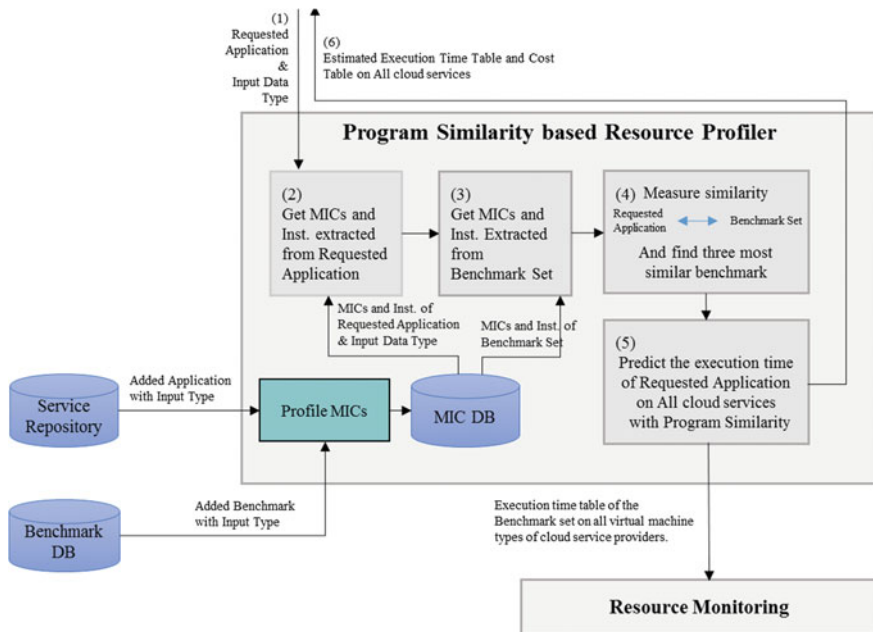 (1)
Requested
Application
&
Input Data
Type
(6)
Estimated Execution Time Table and Cost
Table on All cloud services
Program Similarity based Resource Profiler
(2)
Get MICs and
Inst. extracted
from Requested
Application
(3)
Get MICs and
Inst. Extracted
from
Benchmark Set
(4) Measure similarity
Requested
Application
Benchmark Set
And find three most
similar benchmark
MICs and Inst. of
Requested Application
& Input Data Type
MICs and Inst. of
Benchmark Set
(5)
Predict the execution time
of Requested Application
on All cloud services
with Program Similarity
Added Application
with Input Type
Service
Repository
Profile MICs
MIC DB
Added Benchmark
with Input Type
Benchmark
DB
Execution time table of the
Benchmark set on all virtual machine
types of cloud service providers.
Resource Monitoring